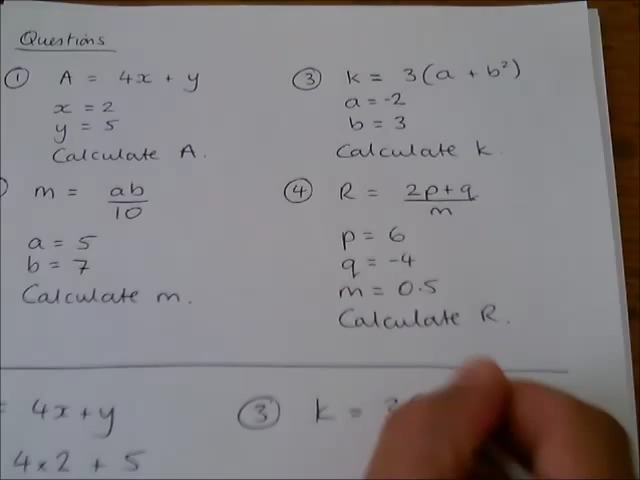 Questions
① A = 4x + y
x = 2
y = 5
Calculate A.
m = ab/10
a = 5
b = 7
Calculate m.
③ k = 3(a + b²)
a = -2
b = 3
Calculate k
④ R = 2p+q/m
p = 6
q = -4
m = 0.5
Calculate R.
= 4x + y
4 × 2 + 5
③ k = 3